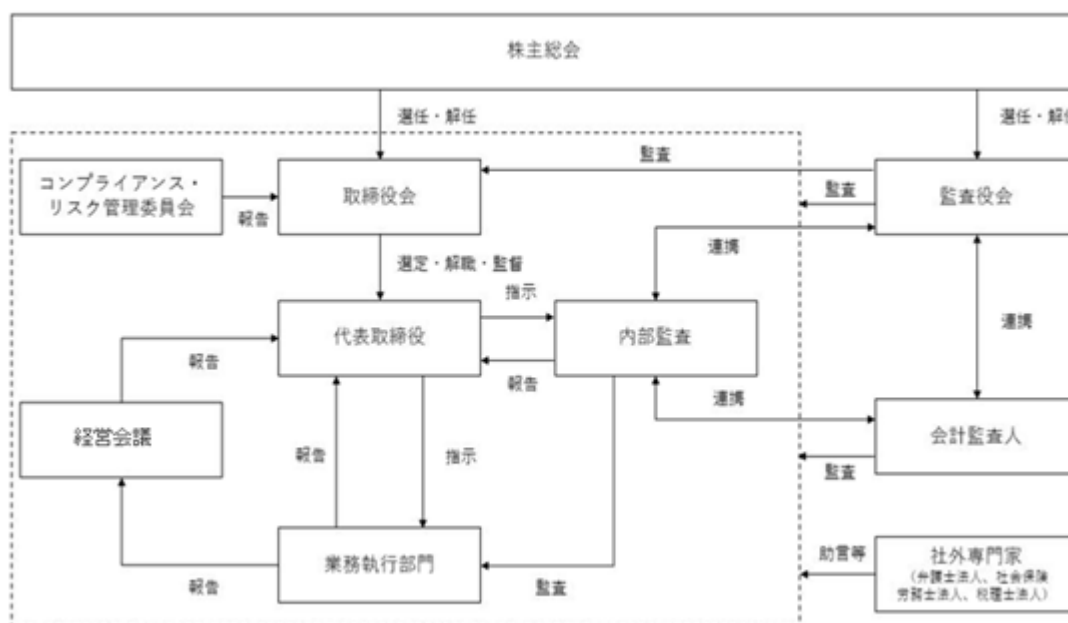 株主総会
選任・解任
選任・解任
コンプライアンス・
リスク管理委員会
報告
取締役会
監査
監査
監査役会
選定・解職・監督
連携
指示
代表取締役
内部監査
連携
報告
報告
連携
経営会議
会計監査人
報告
指示
監査
業務執行部門
報告
監査
助言等
社外専門家
(弁護士法人、社会保険
労務士法人、税理士法人)